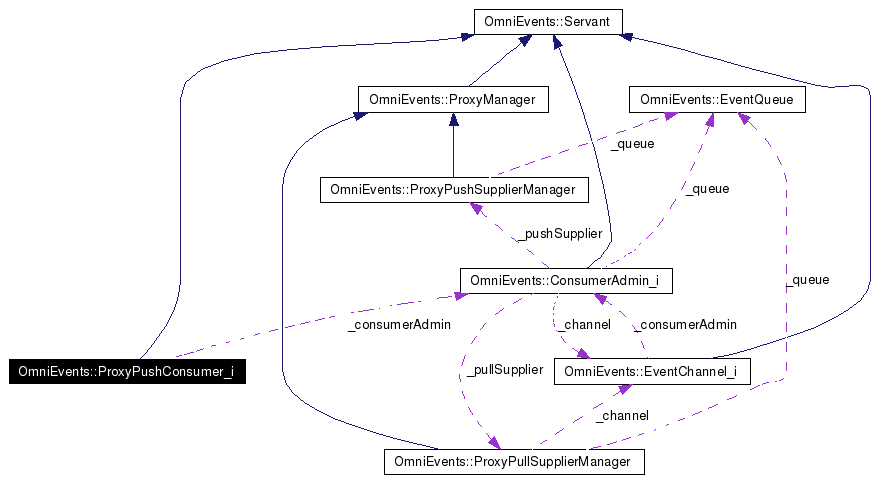 OmniEvents::Servant
OmniEvents::ProxyManager
OmniEvents::EventQueue
_queue
OmniEvents::ProxyPushSupplierManager
_queue
_pushSupplier
OmniEvents::ConsumerAdmin_i
_queue
_consumerAdmin
_channel
_consumerAdmin
OmniEvents::ProxyPushConsumer_i
_pullSupplier
OmniEvents::EventChannel_i
_channel
OmniEvents::ProxyPullSupplierManager